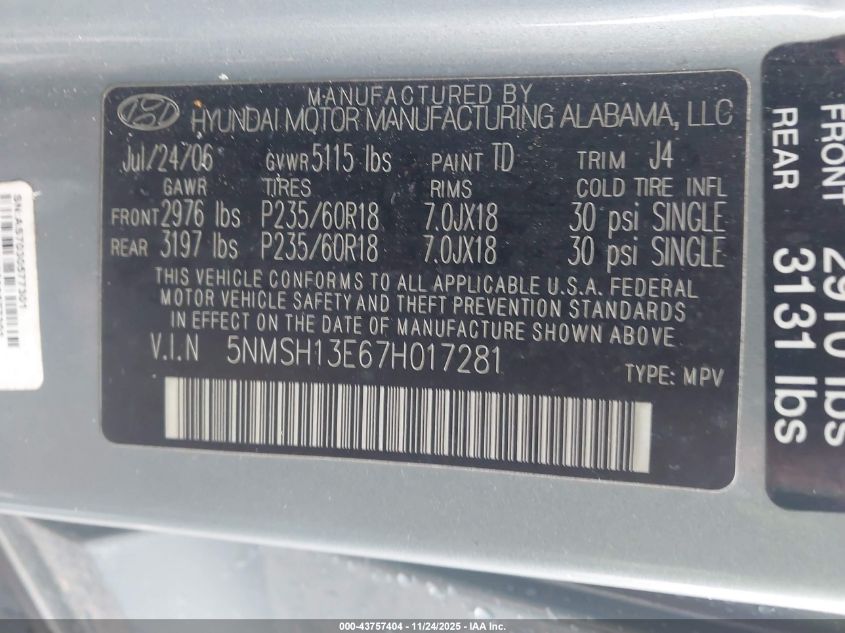 MANUFACTURED BY
HYUNDAI MOTOR MANUFACTURING ALABAMA, LLC
Jul/24/06 GVWR 5115 lbs PAINT TD TRIM J4
GAWR TIRES RIMS COLD TIRE INFL
FRONT 2976 lbs P235/60R18 7.0JX18 30 psi SINGLE
REAR 3197 lbs P235/60R18 7.0JX18 30 psi SINGLE
THIS VEHICLE CONFORMS TO ALL APPLICABLE U.S.A. FEDERAL
MOTOR VEHICLE SAFETY AND THEFT PREVENTION STANDARDS
IN EFFECT ON THE DATE OF MANUFACTURE SHOWN ABOVE
V.I.N 5NMSH13E67H017281
TYPE: MPV
FRONT 2910 lbs
REAR 3131 lbs
000-43757404 - 11/24/2025 - IAA Inc.